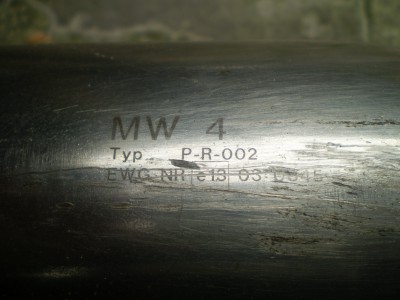 MW 4
Typ P-R-002
EWG NR e13 03